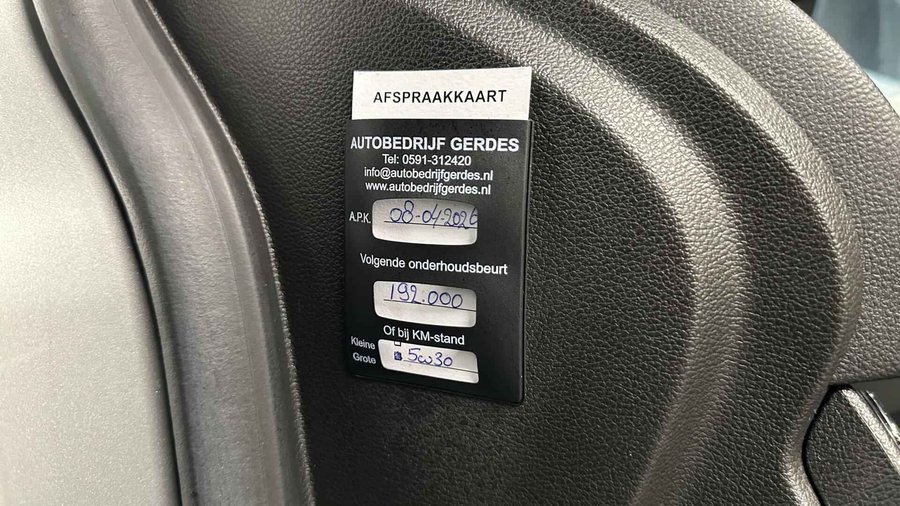 AFSPRAAKKAART
AUTOBEDRIJF GERDES
Tel: 0591-312420
info@autobedrijfgerdes.nl
www.autobedrijfgerdes.nl
A.P.K. 08-04-2026
Volgende onderhoudsbeurt
192.000
Of bij KM-stand
Kleine
Grote 5w30